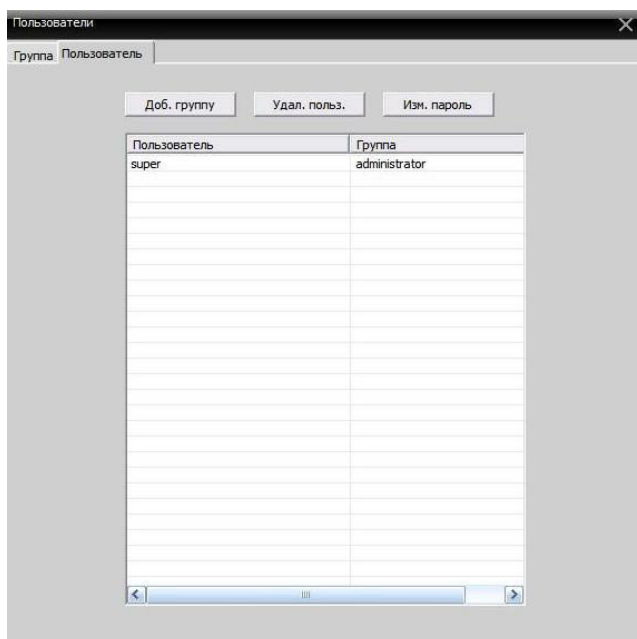 Пользователи
Группа Пользователь
Доб. группу Удал. польз. Изм. пароль
Пользователь Группа
super administrator